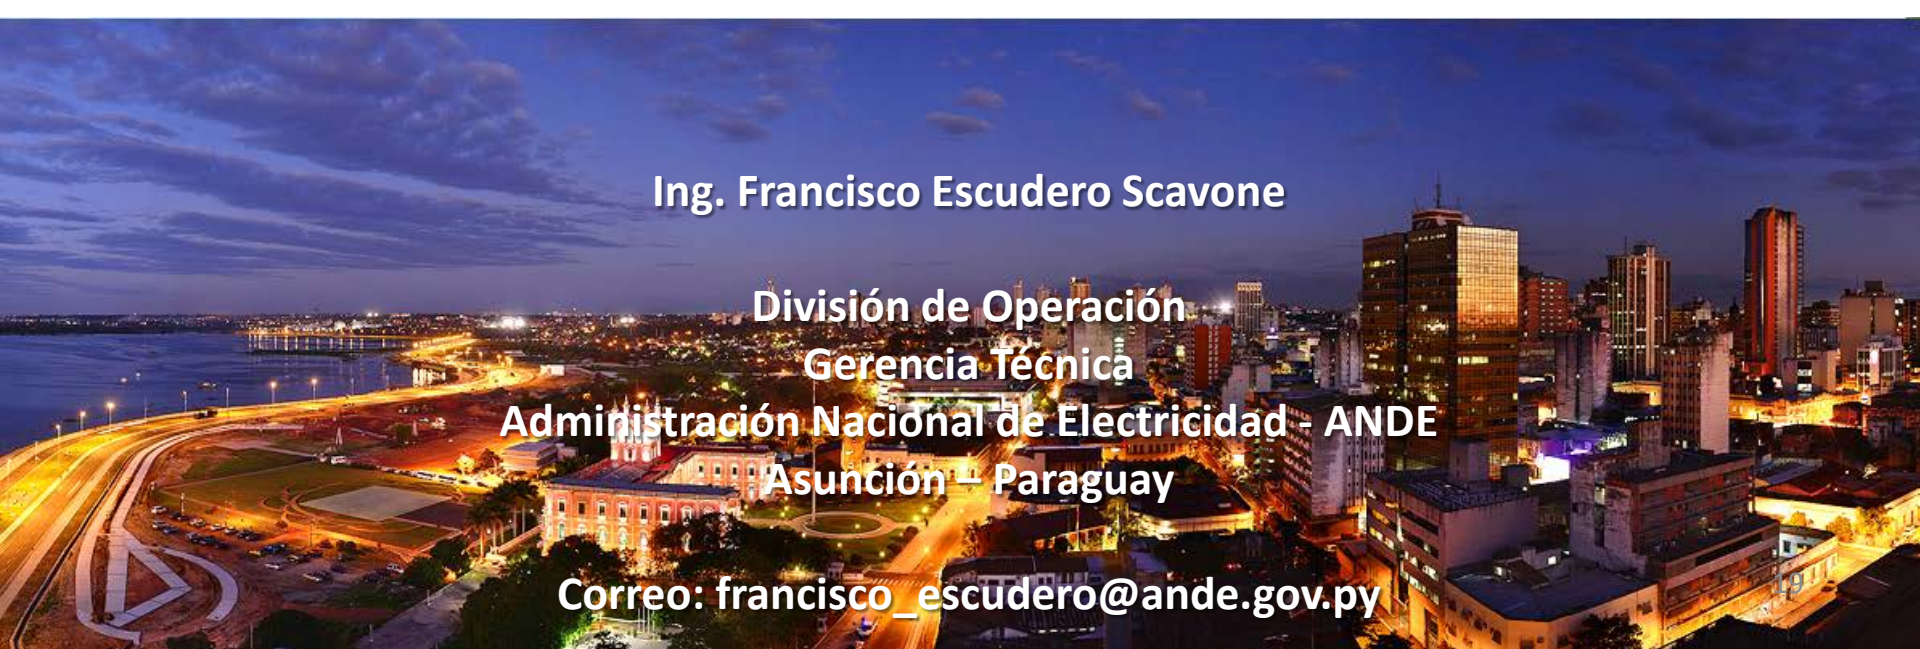 Ing. Francisco Escudero Scavone
División de Operación
Gerencia Técnica
Administración Nacional de Electricidad - ANDE
Asunción – Paraguay
Correo: francisco_escudero@ande.gov.py
19